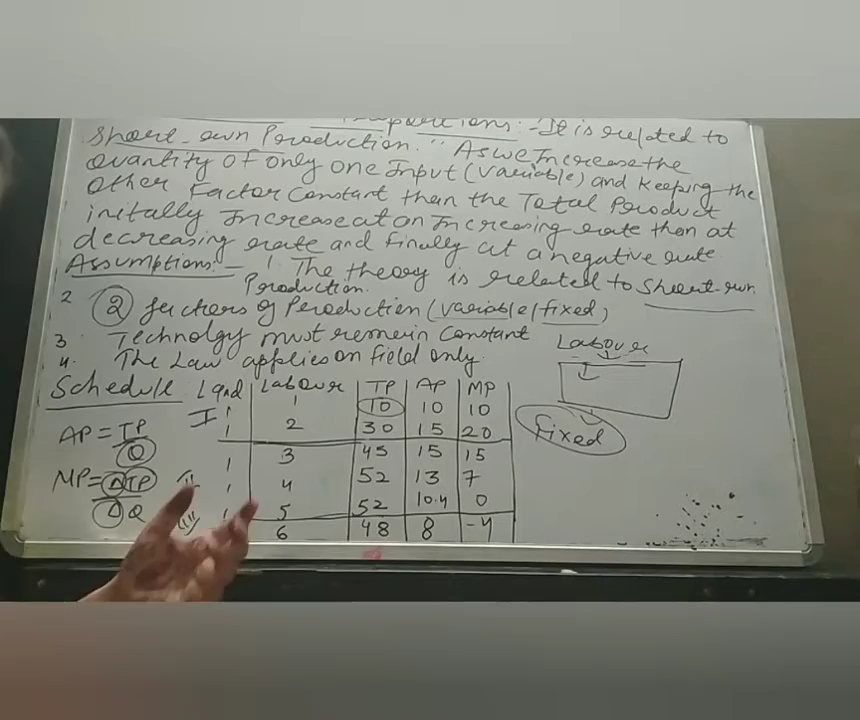 It is related to
Short-run Production. "As we Increase the
quantity of only one Input (variable) and keeping the
Other Factor Constant than the Total Product
initally Increase at an Increasing rate then at
decreasing rate and finally at a negative rate
Assumptions:- 1. The theory is related to Short-run
Production.
2 (2) factors of Production (variable/fixed)
3. Technolgy must remain Constant
4. The Law applies on field only.
Labour
fixed
Schedule Land Labour TP AP MP
I 1 1 10 10 10
1 2 30 15 20
AP = TP
Q
1 3 45 15 15
MP = ΔTP
ΔQ
II 1 4 52 13 7
III 1 5 52 10.4 0
6 48 8 -4